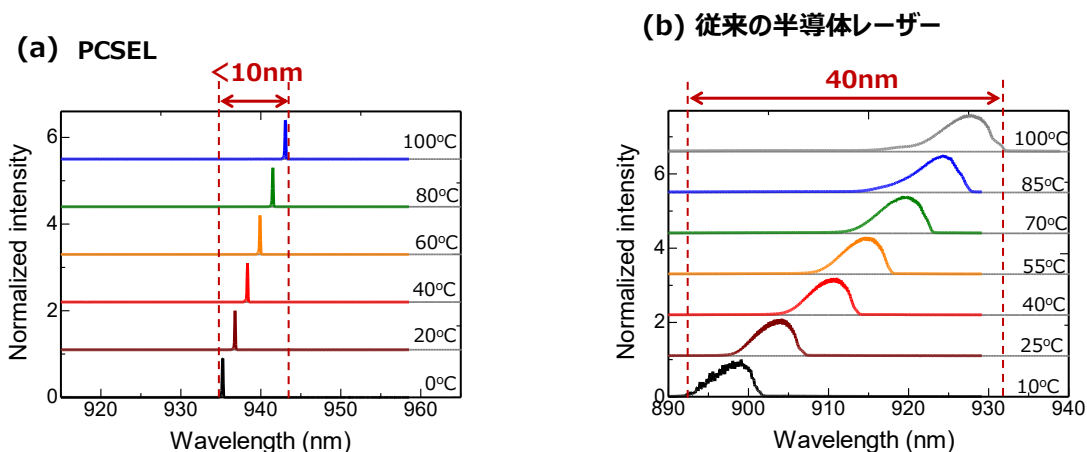 (a) PCSEL
<10nm
6
4
2
0
Normalized intensity
100°C
80°C
60°C
40°C
20°C
0°C
920 930 940 950 960
Wavelength (nm)
(b) 従来の半導体レーザー
40nm
6
4
2
0
Normalized intensity
100°C
85°C
70°C
55°C
40°C
25°C
10°C
890 900 910 920 930 940
Wavelength (nm)